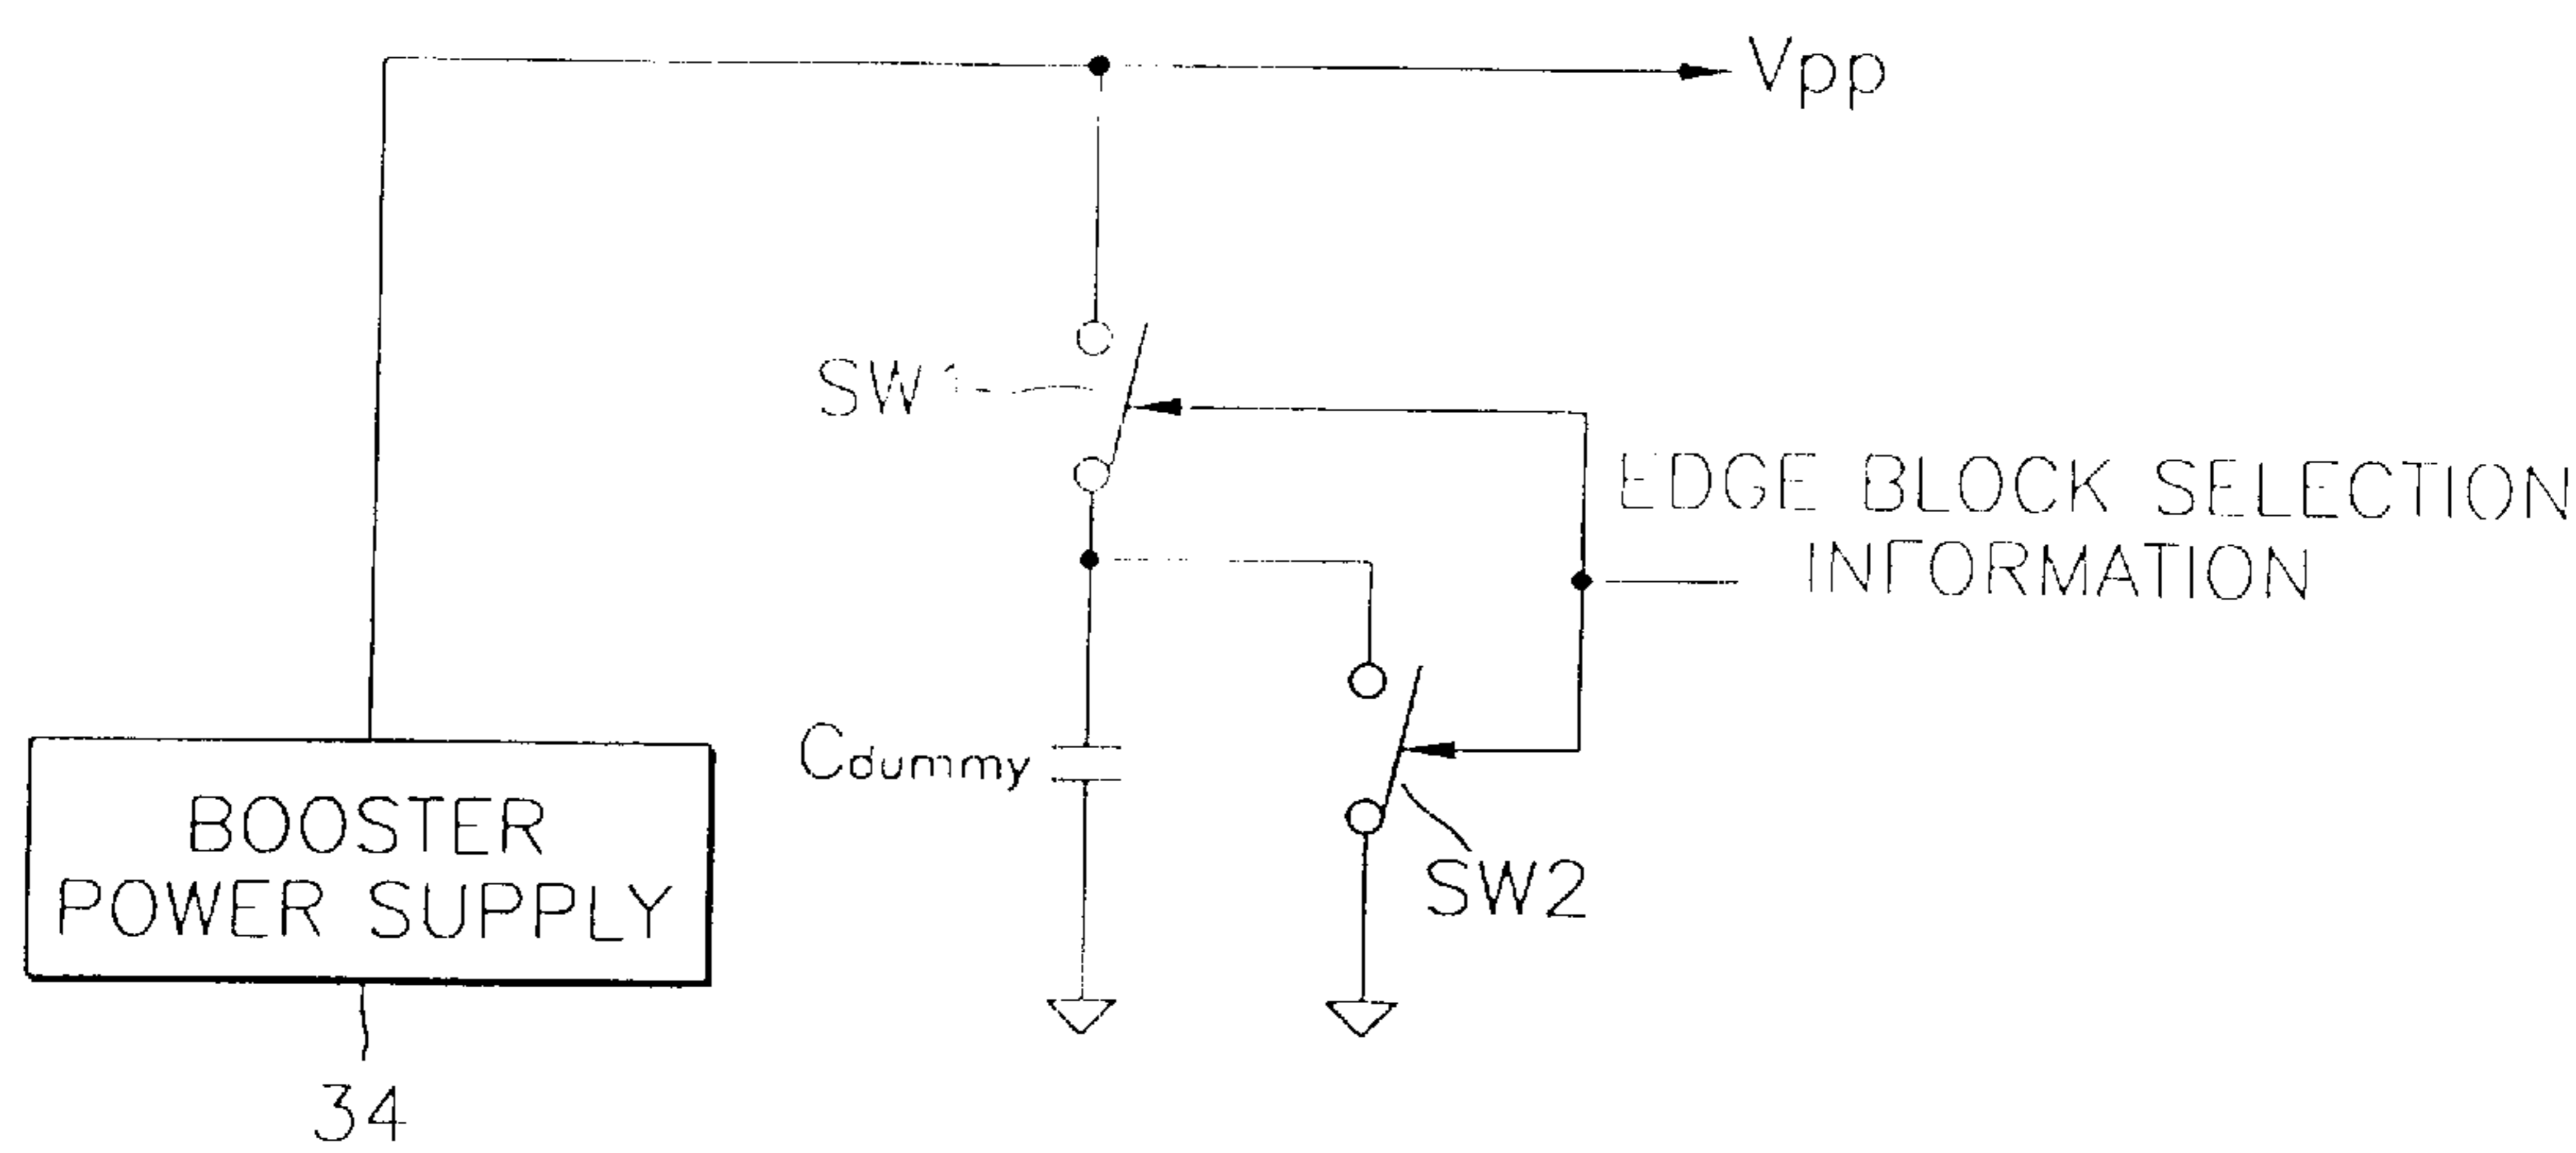 Vpp
SW1
EDGE BLOCK SELECTION
INFORMATION
Cdummy
BOOSTER
POWER SUPPLY
SW2
34